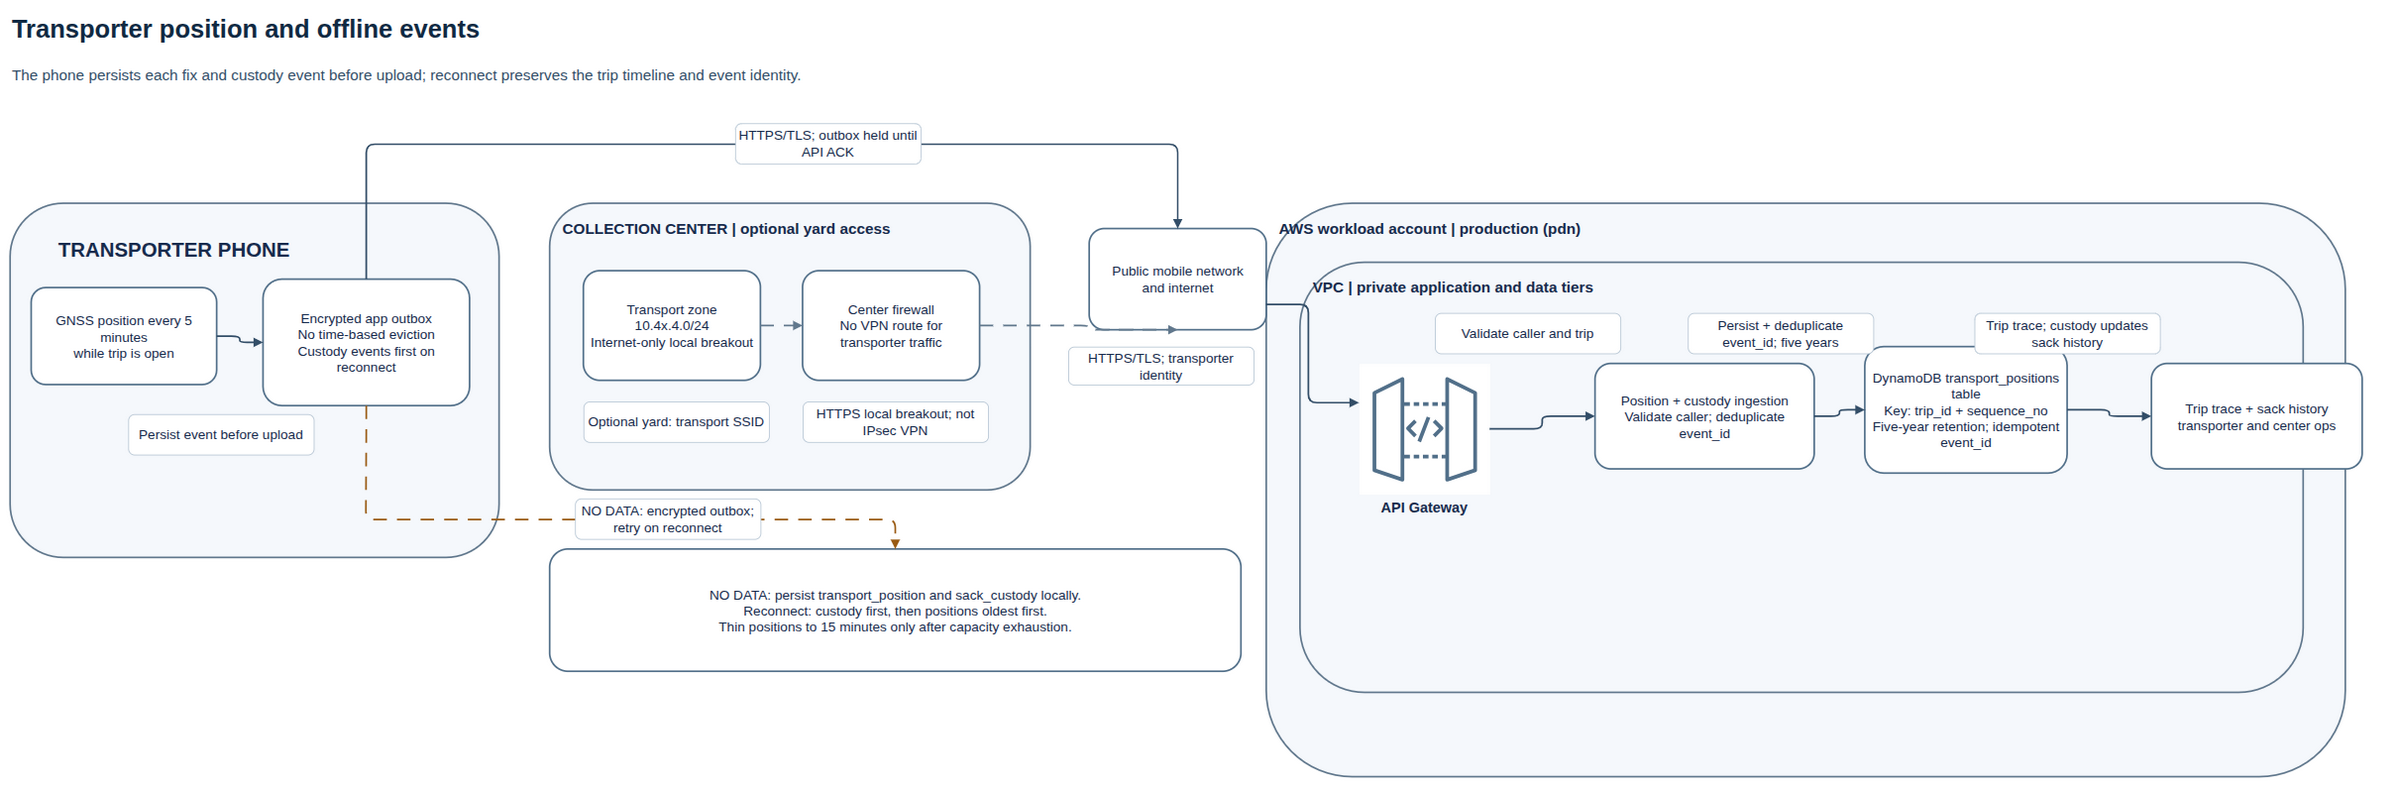 Transporter position and offline events
The phone persists each fix and custody event before upload; reconnect preserves the trip timeline and event identity.
HTTPS/TLS; outbox held until
API ACK
TRANSPORTER PHONE
GNSS position every 5
minutes
while trip is open
Encrypted app outbox
No time-based eviction
Custody events first on
reconnect
Persist event before upload
COLLECTION CENTER | optional yard access
Transport zone
10.4x.4.0/24
Internet-only local breakout
Center firewall
No VPN route for
transporter traffic
Optional yard: transport SSID
HTTPS local breakout; not
IPsec VPN
Public mobile network
and internet
HTTPS/TLS; transporter
identity
NO DATA: encrypted outbox;
retry on reconnect
NO DATA: persist transport_position and sack_custody locally.
Reconnect: custody first, then positions oldest first.
Thin positions to 15 minutes only after capacity exhaustion.
AWS workload account | production (pdn)
VPC | private application and data tiers
Validate caller and trip
Persist + deduplicate
event_id; five years
Trip trace; custody updates
sack history
API Gateway
Position + custody ingestion
Validate caller; deduplicate
event_id
DynamoDB transport_positions
table
Key: trip_id + sequence_no
Five-year retention; idempotent
event_id
Trip trace + sack history
transporter and center ops